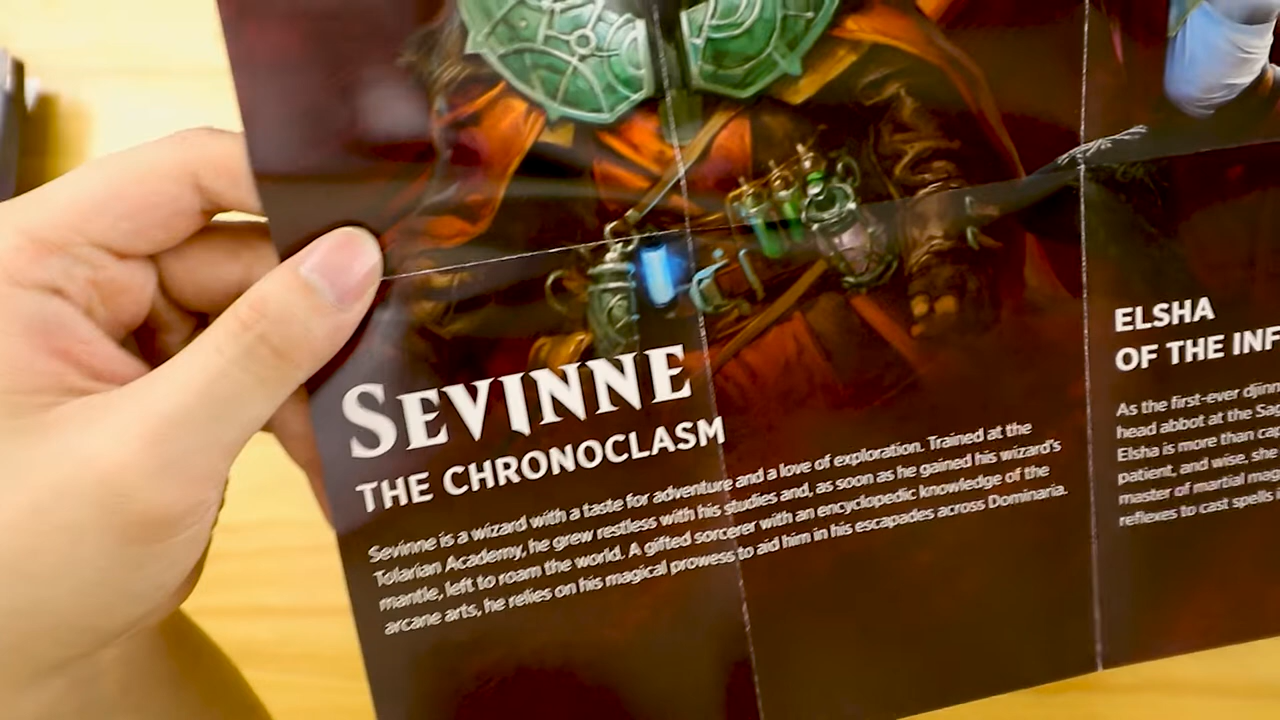 SEVINNE
THE CHRONOCLASM
Sevinne is a wizard with a taste for adventure and a love of exploration. Trained at the
Tolarian Academy, he grew restless with his studies and, as soon as he gained his wizard's
mantle, left to roam the world. A gifted sorcerer with an encyclopedic knowledge of the
arcane arts, he relies on his magical prowess to aid him in his escapades across Dominaria.
ELSHA
OF THE INF
As the first-ever djinn
head abbot at the Sag
Elsha is more than cap
patient, and wise, she
master of martial mag
reflexes to cast spells